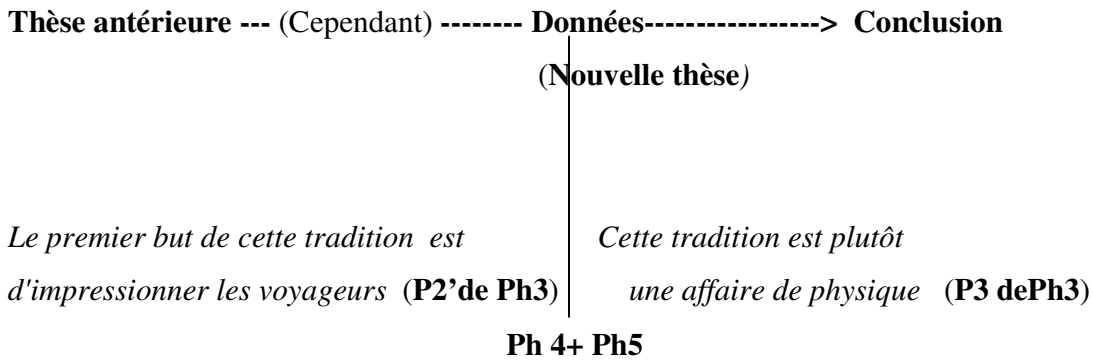 Thèse antérieure --- (Cependant) -------- Données-----------------> Conclusion
(Nouvelle thèse)
Le premier but de cette tradition est Cette tradition est plutôt
d'impressionner les voyageurs (P2’de Ph3) une affaire de physique (P3 dePh3)
Ph 4+ Ph5